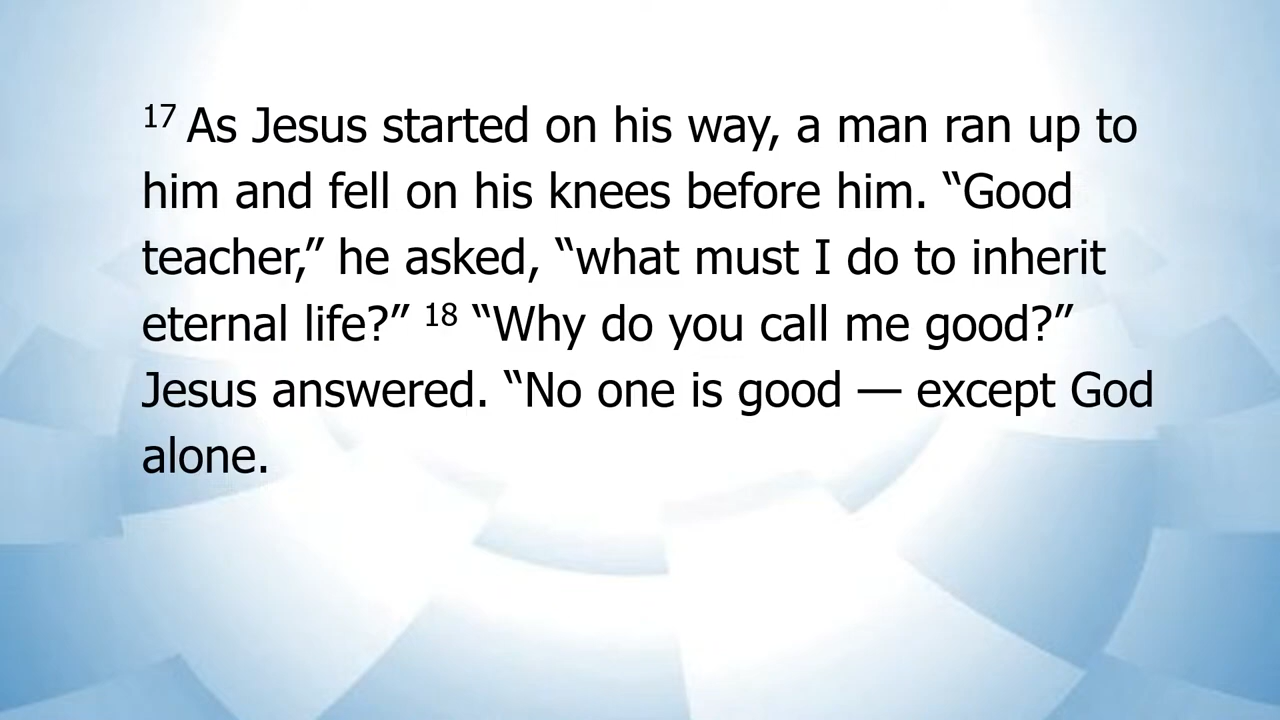 17 As Jesus started on his way, a man ran up to
him and fell on his knees before him. “Good
teacher,” he asked, “what must I do to inherit
eternal life?” 18 “Why do you call me good?”
Jesus answered. “No one is good — except God
alone.